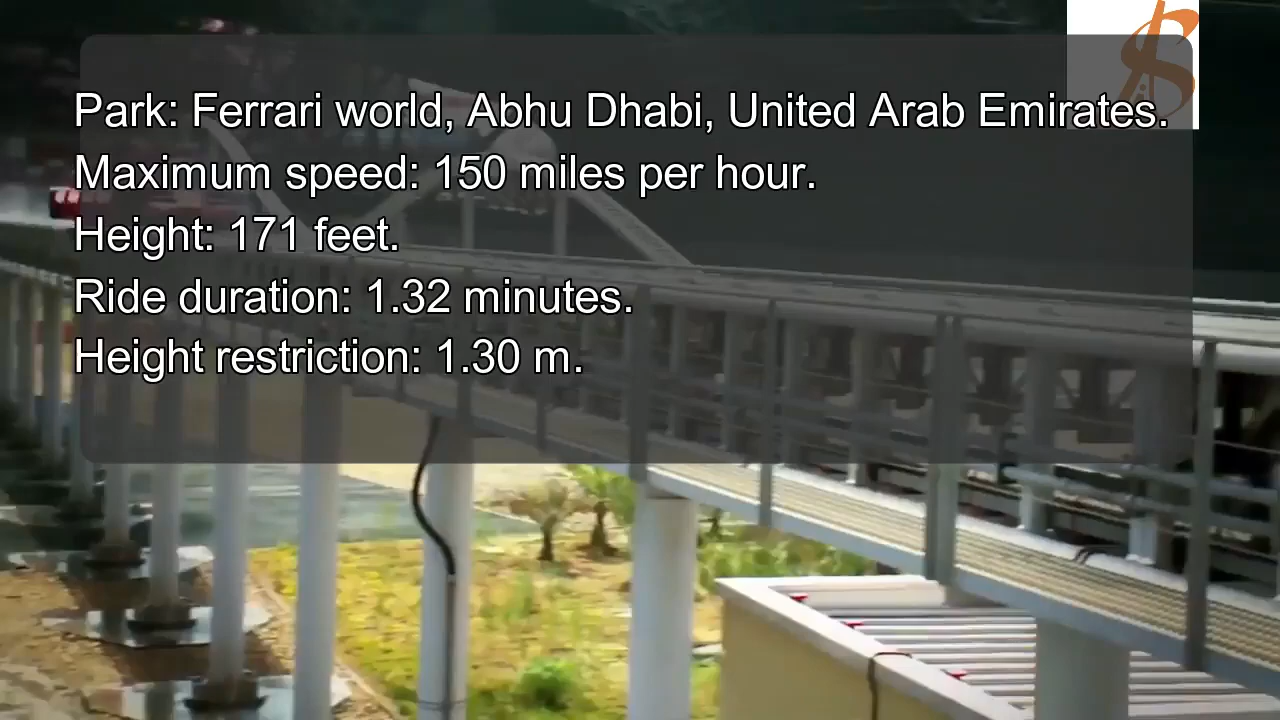 Park: Ferrari world, Abhu Dhabi, United Arab Emirates.
Maximum speed: 150 miles per hour.
Height: 171 feet.
Ride duration: 1.32 minutes.
Height restriction: 1.30 m.